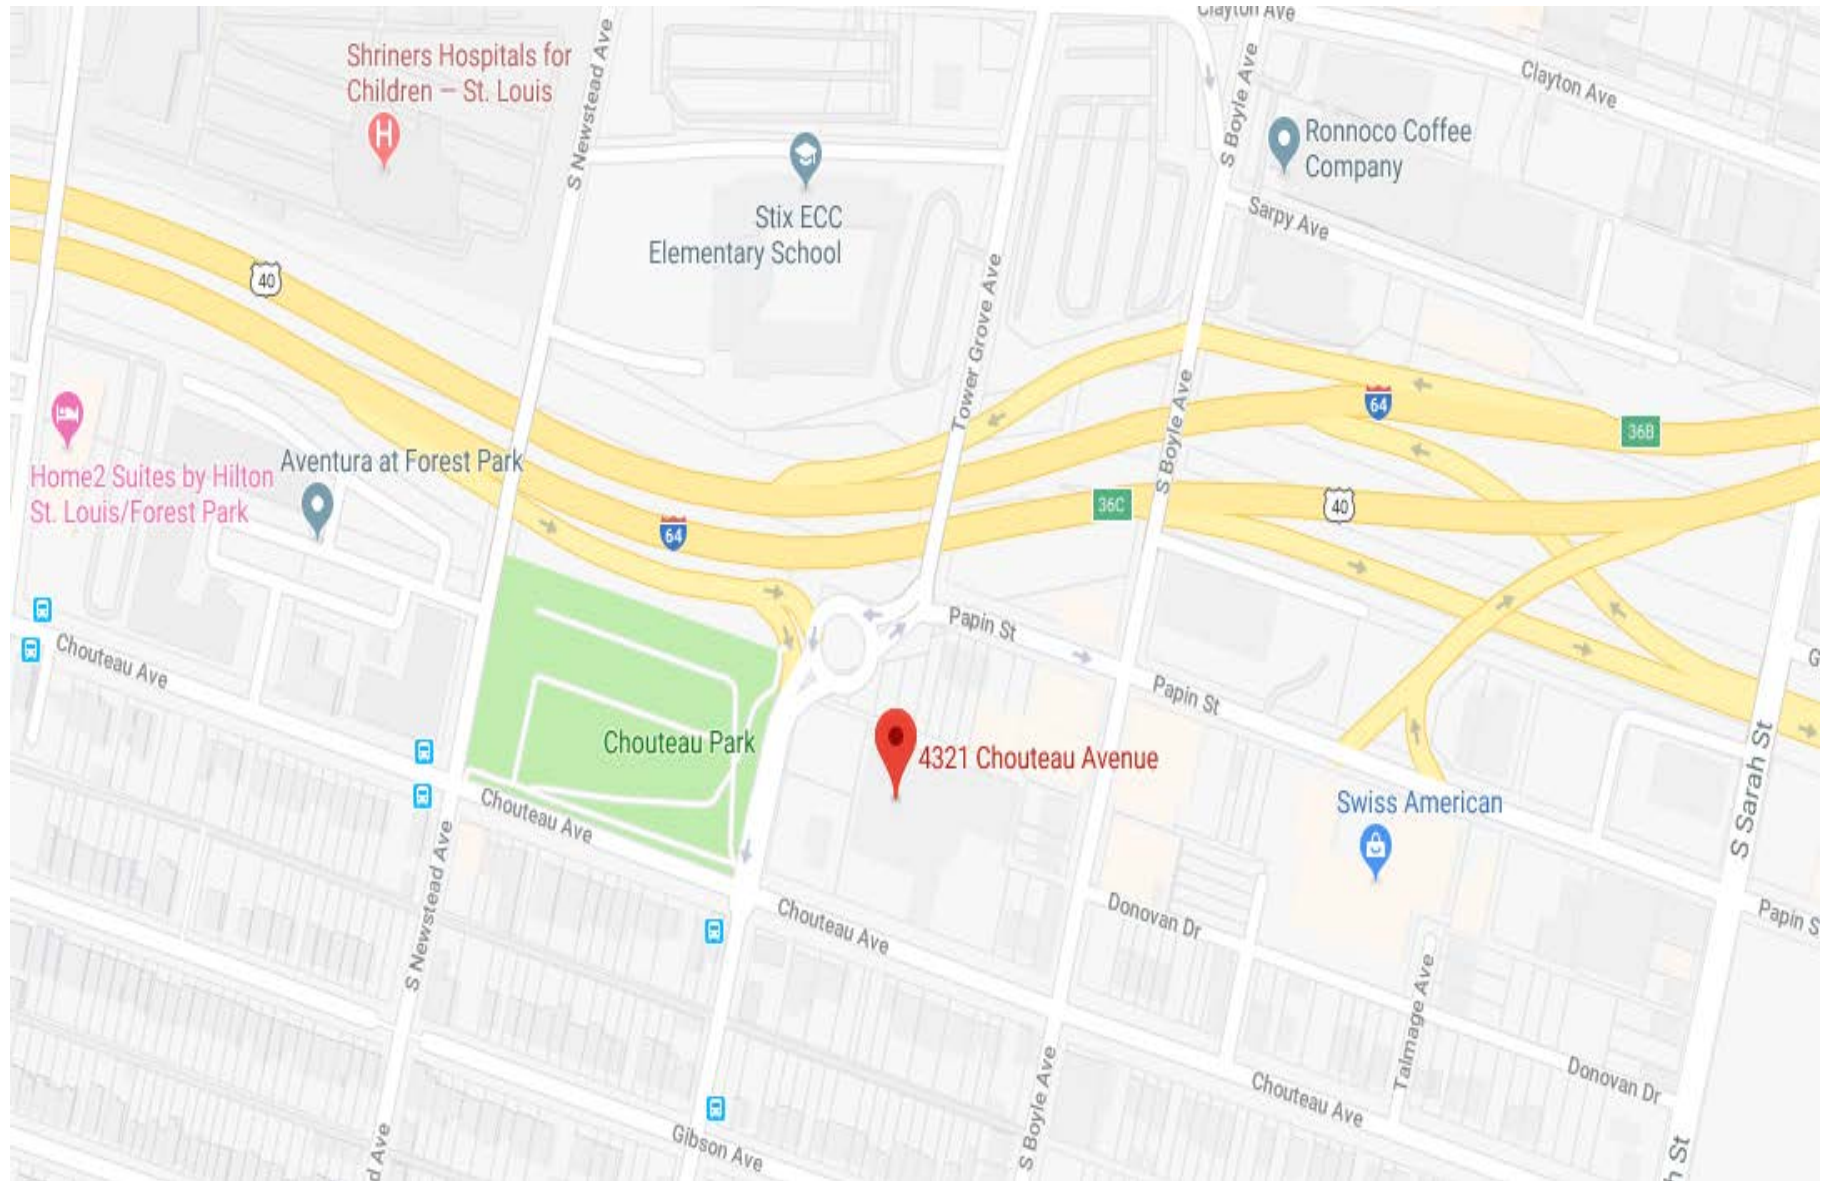 Clayton Ave
Shriners Hospitals for
Children – St. Louis
H
S Newstead Ave
S Boyle Ave
Clayton Ave
Ronnoco Coffee
Company
Stix ECC
Elementary School
Sarpy Ave
40
Tower Grove Ave
64
36B
S Boyle Ave
Home2 Suites by Hilton
St. Louis/Forest Park
Aventura at Forest Park
36C
40
64
Chouteau Ave
Papin St
Papin St
G
Chouteau Park
4321 Chouteau Avenue
S Sarah St
Swiss American
Chouteau Ave
S Newstead Ave
Chouteau Ave
Donovan Dr
Papin S
Talmage Ave
Donovan Dr
Chouteau Ave
S Boyle Ave
Gibson Ave
d Ave
h St